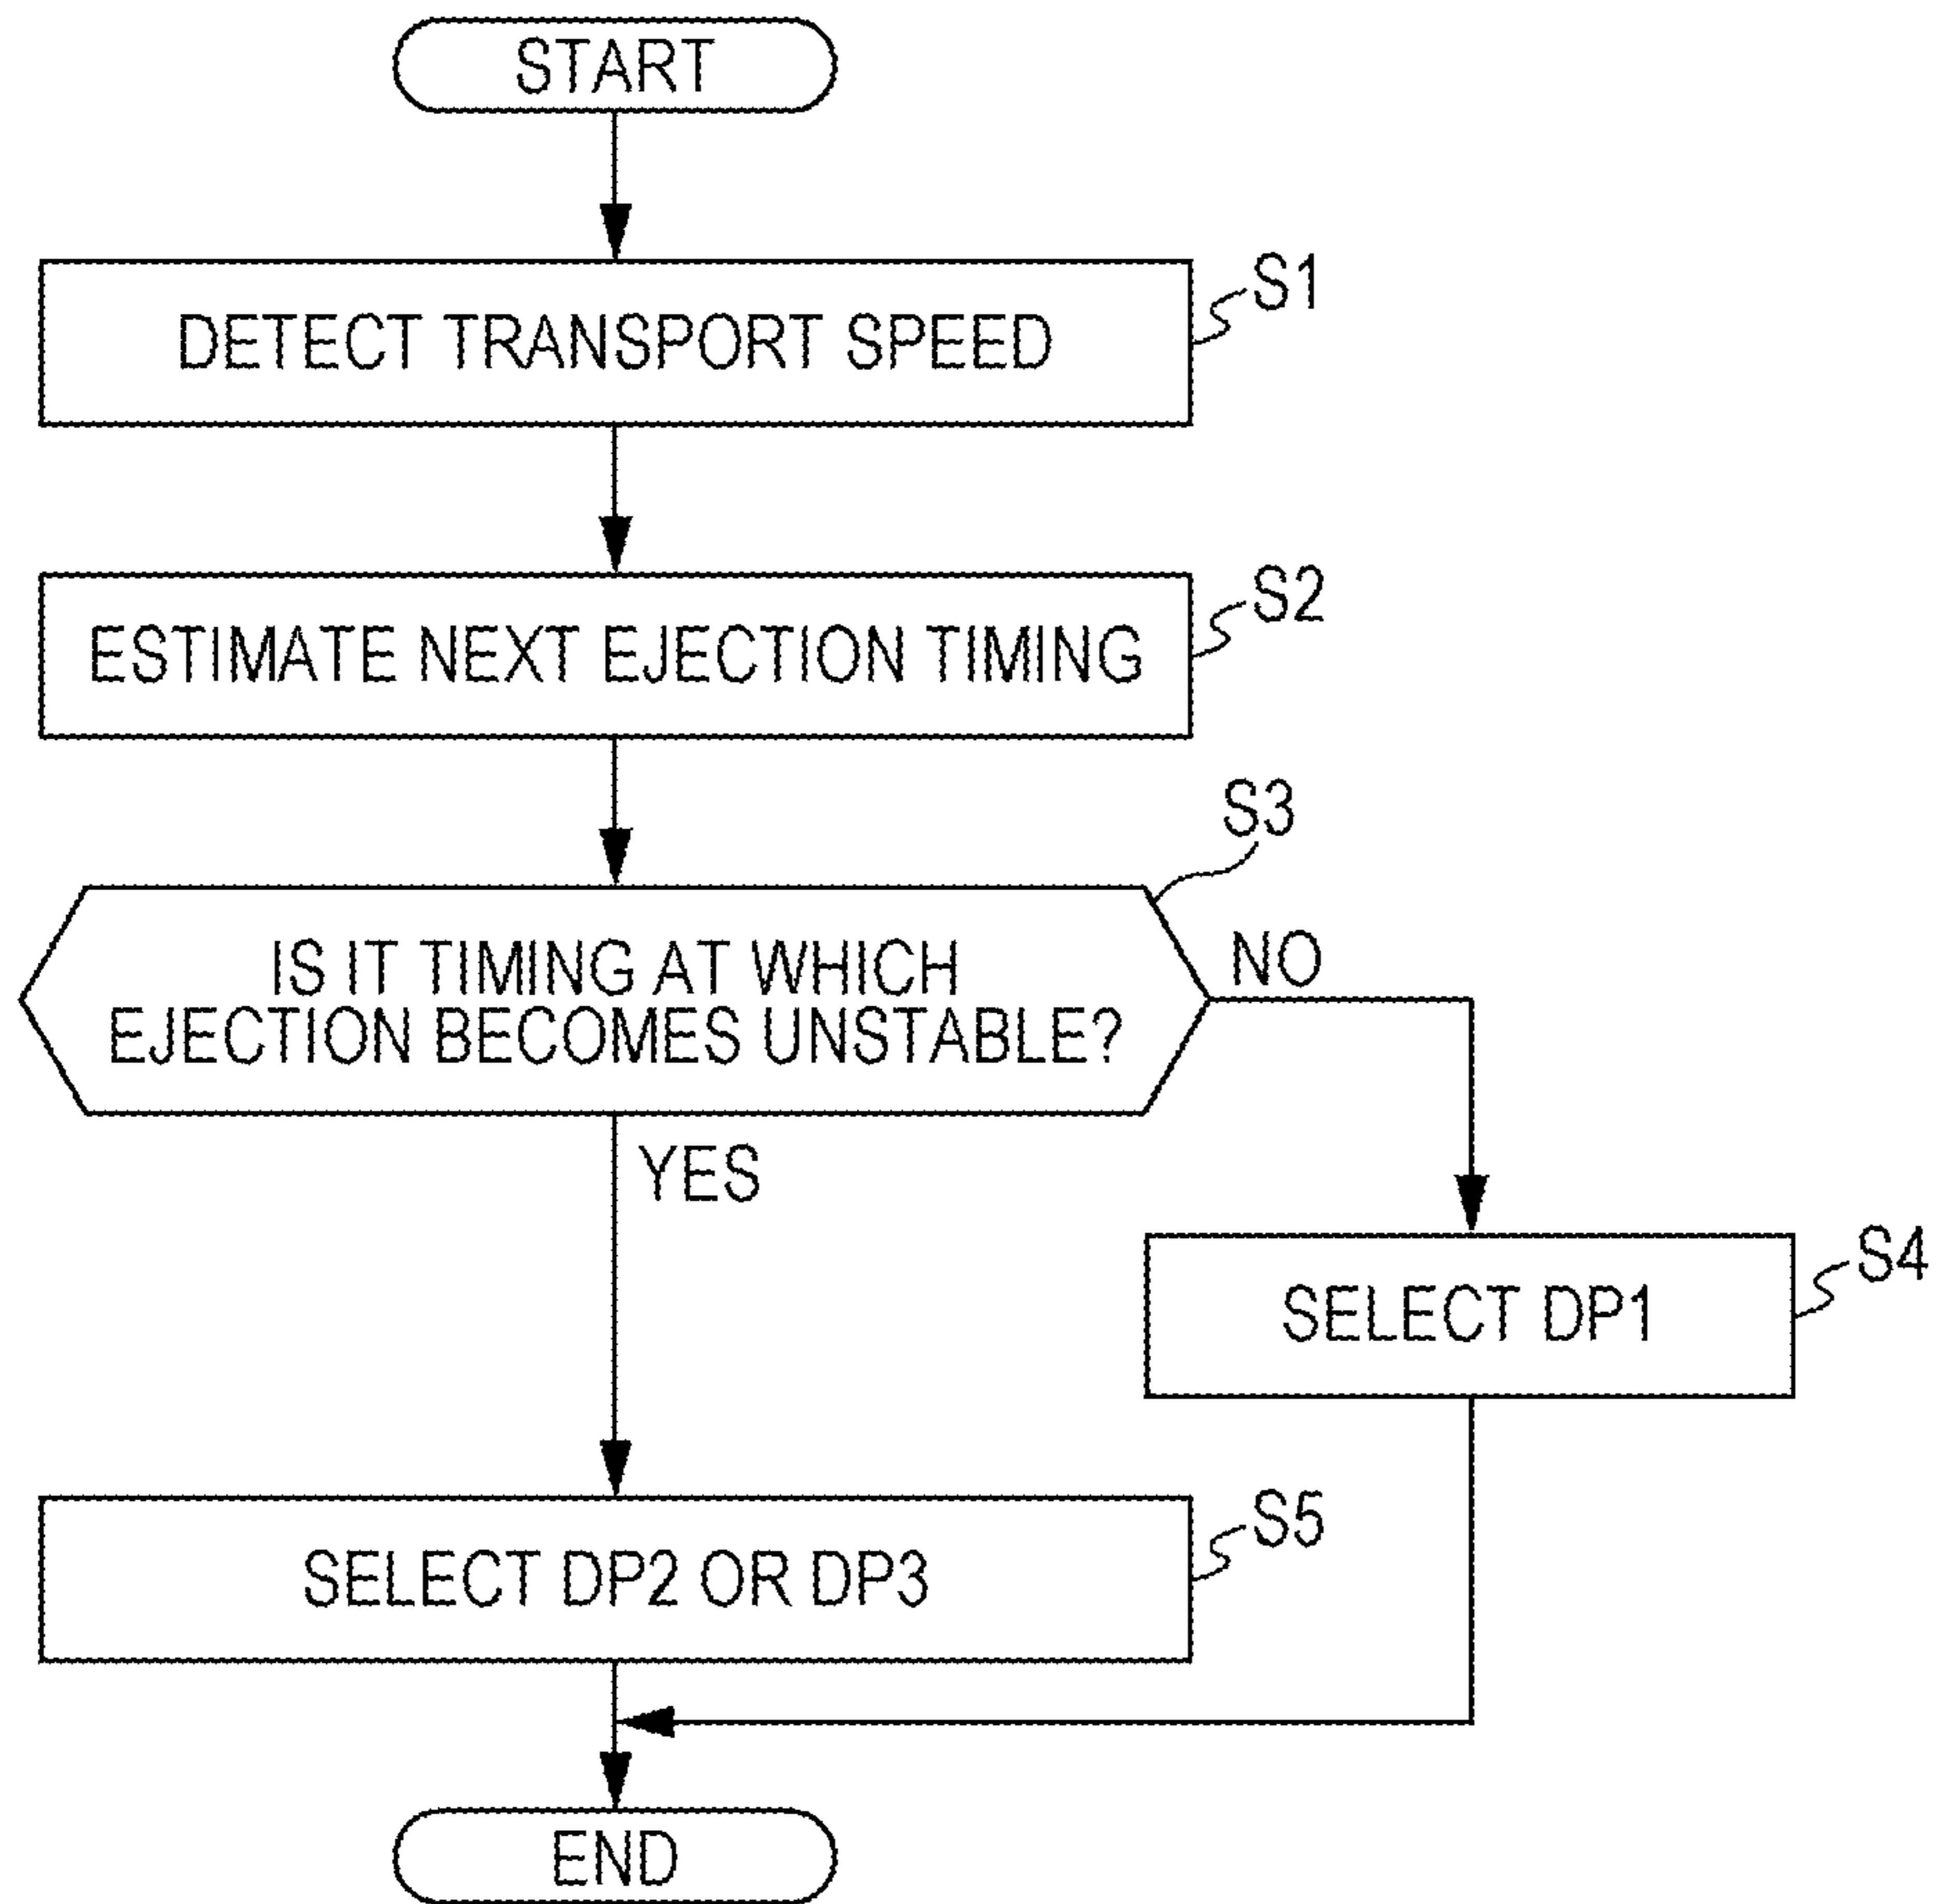 START
DETECT TRANSPORT SPEED
S1
ESTIMATE NEXT EJECTION TIMING
S2
S3
IS IT TIMING AT WHICH
EJECTION BECOMES UNSTABLE?
NO
YES
SELECT DP1
S4
SELECT DP2 OR DP3
S5
END